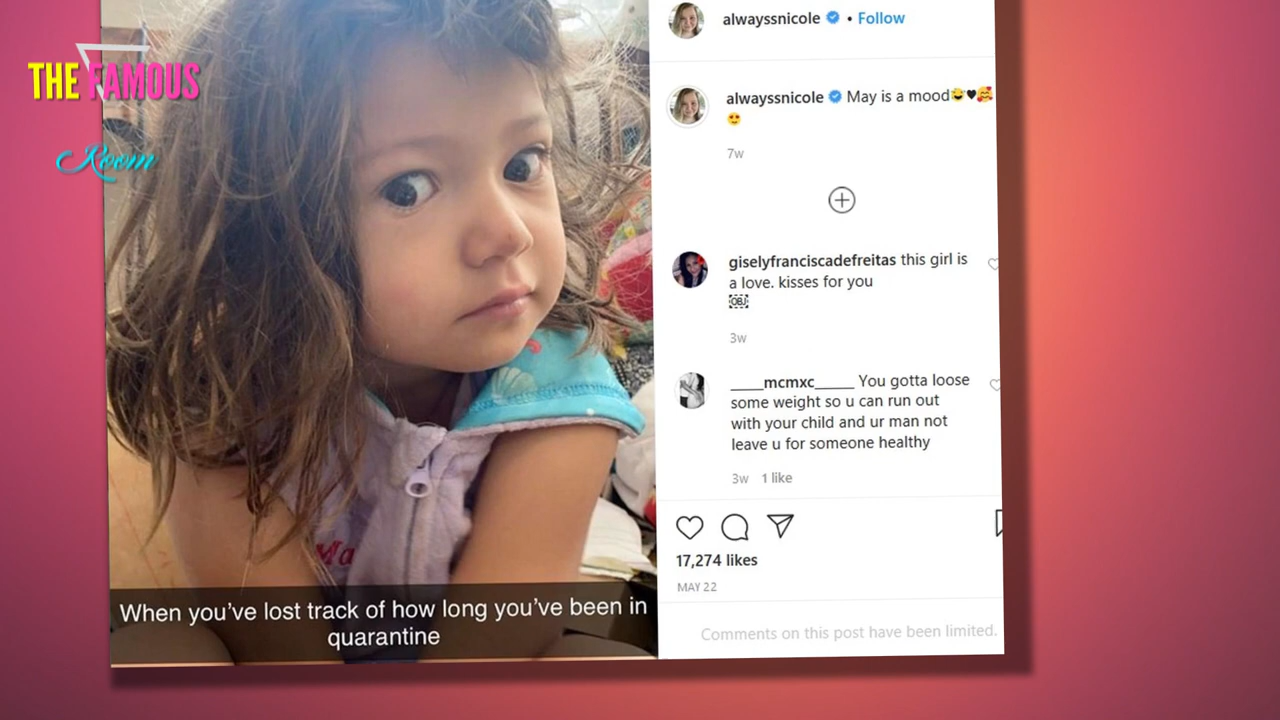 THE FAMOUS
Room
When you've lost track of how long you've been in
quarantine
alwayssnicole • Follow
alwayssnicole May is a mood😅🖤🥰
😍
7w
giselyfranciscadefreitas this girl is
a love. kisses for you
OBJ
3w
____mcmxc_____ You gotta loose
some weight so u can run out
with your child and ur man not
leave u for someone healthy
3w 1 like
17,274 likes
MAY 22
Comments on this post have been limited.